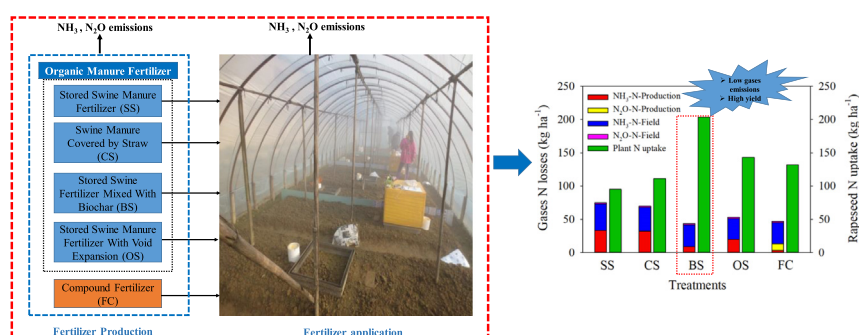 NH3 , N2O emissions
NH3 , N2O emissions
Organic Manure Fertilizer
Stored Swine Manure
Fertilizer (SS)
Swine Manure
Covered by Straw
(CS)
Stored Swine
Fertilizer Mixed With
Biochar (BS)
Stored Swine Manure
Fertilizer With Void
Expansion (OS)
Compound Fertilizer
(FC)
Fertilizer Production
Fertilizer application
➢ Low gases
emissions
➢ High yield
Gases N losses (kg ha-1)
250
200
150
100
50
0
NH3-N-Production
N2O-N-Production
NH3-N-Field
N2O-N-Field
Plant N uptake
250
200
150
100
50
0
Rapeseed N uptake (kg ha-1)
SS CS BS OS FC
Treatments